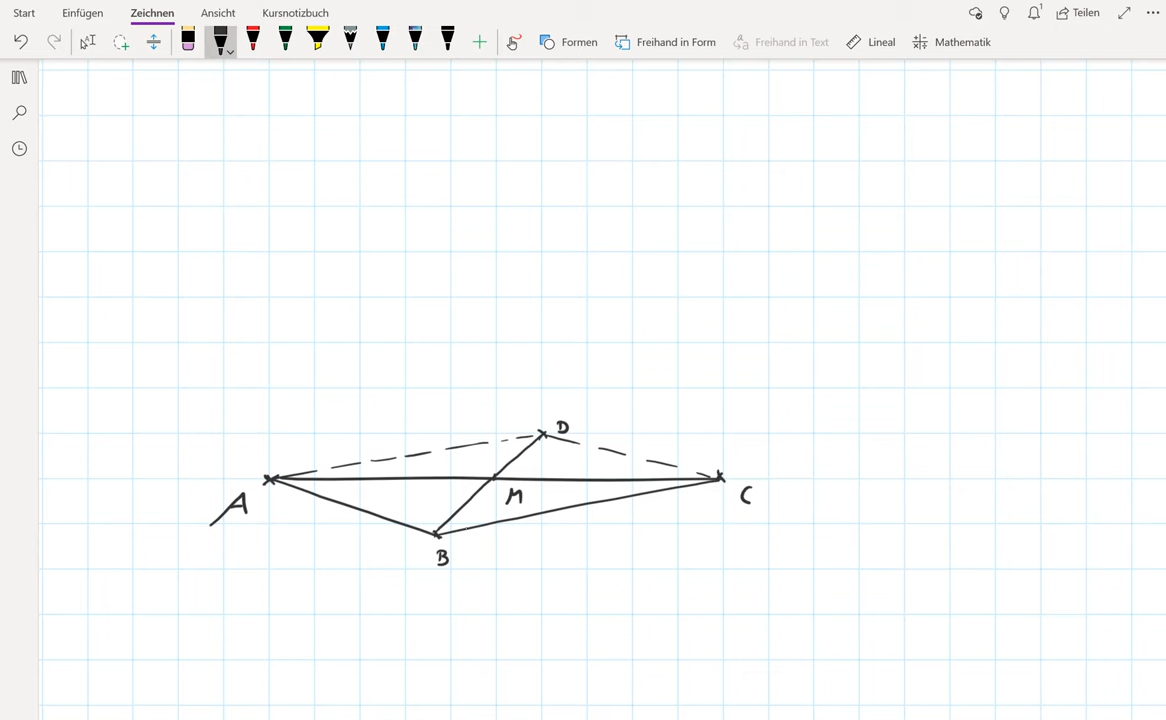 Start Einfügen Zeichnen Ansicht Kursnotizbuch Teilen
Formen Freihand in Form Freihand in Text Lineal Mathematik
D
A M C
B